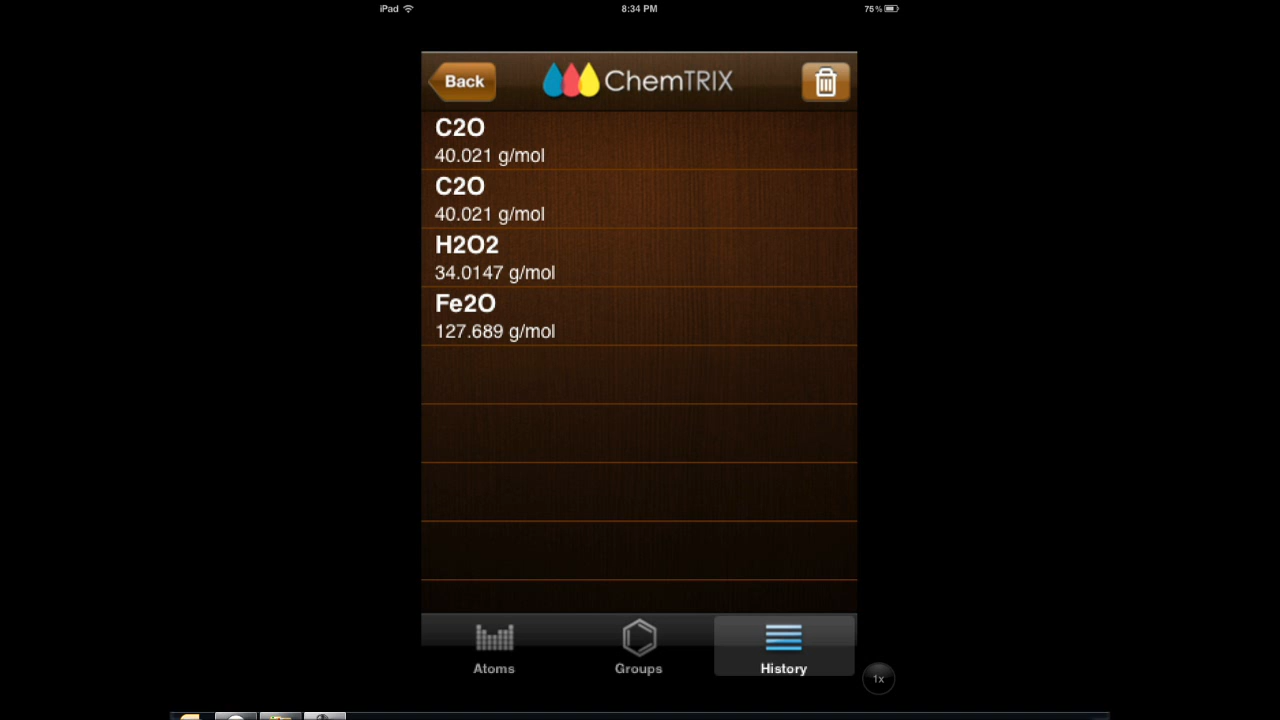 iPad 8:34 PM 75%
Back ChemTRIX
C2O
40.021 g/mol
C2O
40.021 g/mol
H2O2
34.0147 g/mol
Fe2O
127.689 g/mol
Atoms Groups History
1x